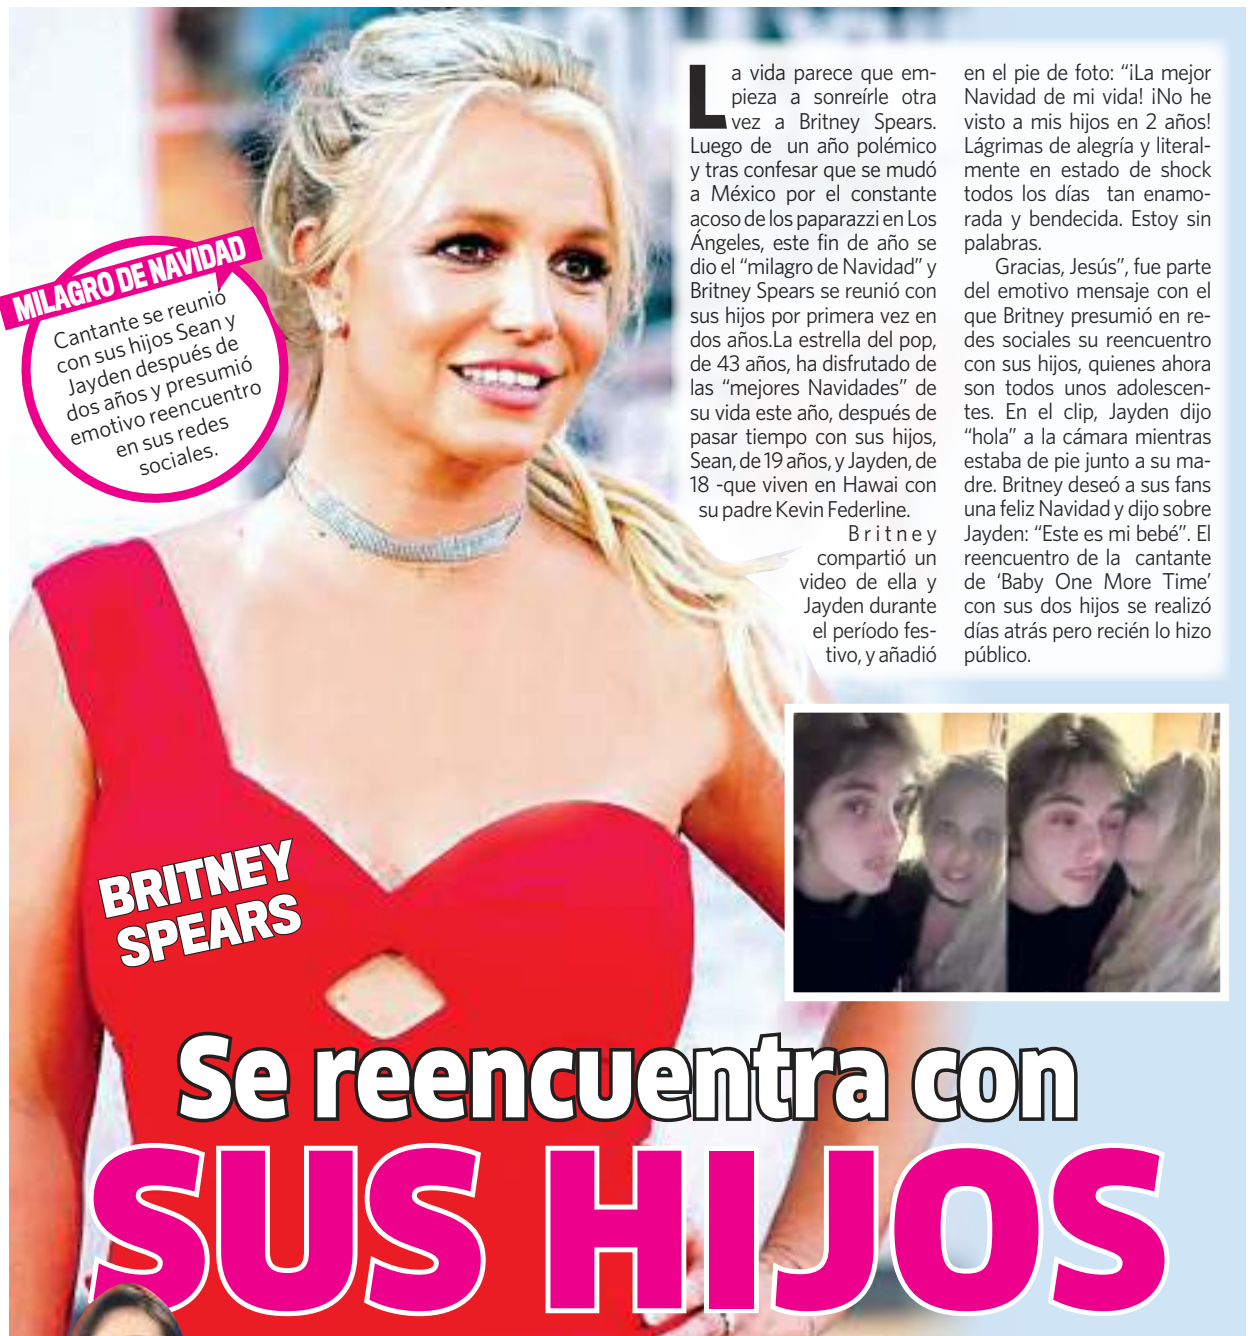 La vida parece que em-
pieza a sonreírle otra
vez a Britney Spears.
Luego de un año polémico
y tras confesar que se mudó
a México por el constante
acoso de los paparazzi en Los
Ángeles, este fin de año se
dio el “milagro de Navidad” y
Britney Spears se reunió con
sus hijos por primera vez en
dos años.La estrella del pop,
de 43 años, ha disfrutado de
las “mejores Navidades” de
su vida este año, después de
pasar tiempo con sus hijos,
Sean, de 19 años, y Jayden, de
18 -que viven en Hawai con
su padre Kevin Federline.
Britney
compartió un
video de ella y
Jayden durante
el período fes-
tivo, y añadió
en el pie de foto: “¡La mejor
Navidad de mi vida! ¡No he
visto a mis hijos en 2 años!
Lágrimas de alegría y literal-
mente en estado de shock
todos los días tan enamo-
rada y bendecida. Estoy sin
palabras.
Gracias, Jesús”, fue parte
del emotivo mensaje con el
que Britney presumió en re-
des sociales su reencuentro
con sus hijos, quienes ahora
son todos unos adolescen-
tes. En el clip, Jayden dijo
“hola” a la cámara mientras
estaba de pie junto a su ma-
dre. Britney deseó a sus fans
una feliz Navidad y dijo sobre
Jayden: “Este es mi bebé”. El
reencuentro de la cantante
de ‘Baby One More Time’
con sus dos hijos se realizó
días atrás pero recién lo hizo
público.
MILAGRO DE NAVIDAD
Cantante se reunió
con sus hijos Sean y
Jayden después de
dos años y presumió
emotivo reencuentro
en sus redes
sociales.
BRITNEY
SPEARS
Se reencuentra con
SUS HIJOS